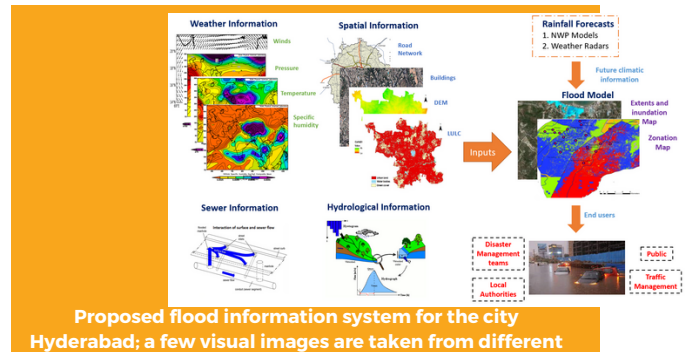 Weather Information
Winds
Pressure
Temperature
Specific
humidity
Spatial Information
Road
Network
Buildings
DEM
LULC
Rainfall Forecasts
1. NWP Models
2. Weather Radars
Future climatic
information
Flood Model
Extents and
inundation
Map
Zonation
Map
Inputs
End users
Sewer Information
Interaction of surface and sewer flow
Hydrological Information
Disaster
Management
teams
Local
Authorities
Public
Traffic
Management
Proposed flood information system for the city
Hyderabad; a few visual images are taken from different